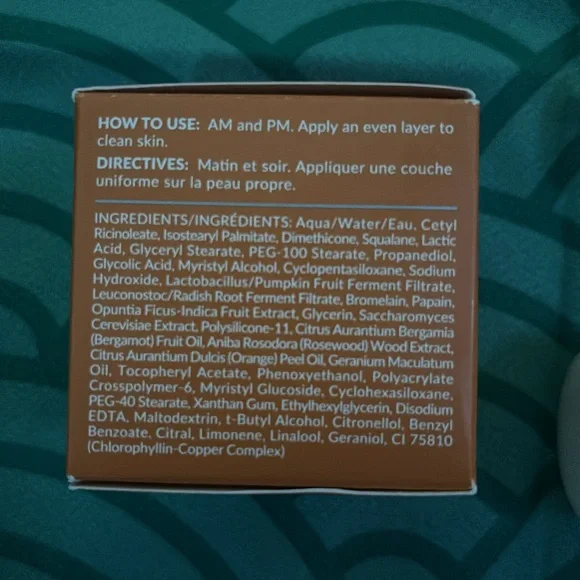 HOW TO USE: AM and PM. Apply an even layer to
clean skin.
DIRECTIVES: Matin et soir. Appliquer une couche
uniforme sur la peau propre.
INGREDIENTS/INGRÉDIENTS: Aqua/Water/Eau, Cetyl
Ricinoleate, Isostearyl Palmitate, Dimethicone, Squalane, Lactic
Acid, Glyceryl Stearate, PEG-100 Stearate, Propanediol,
Glycolic Acid, Myristyl Alcohol, Cyclopentasiloxane, Sodium
Hydroxide, Lactobacillus/Pumpkin Fruit Ferment Filtrate,
Leuconostoc/Radish Root Ferment Filtrate, Bromelain, Papain,
Opuntia Ficus-Indica Fruit Extract, Glycerin, Saccharomyces
Cerevisiae Extract, Polysilicone-11, Citrus Aurantium Bergamia
(Bergamot) Fruit Oil, Aniba Rosodora (Rosewood) Wood Extract,
Citrus Aurantium Dulcis (Orange) Peel Oil, Geranium Maculatum
Oil, Tocopheryl Acetate, Phenoxyethanol, Polyacrylate
Crosspolymer-6, Myristyl Glucoside, Cyclohexasiloxane,
PEG-40 Stearate, Xanthan Gum, Ethylhexylglycerin, Disodium
EDTA, Maltodextrin, t-Butyl Alcohol, Citronellol, Benzyl
Benzoate, Citral, Limonene, Linalool, Geraniol, CI 75810
(Chlorophyllin-Copper Complex)